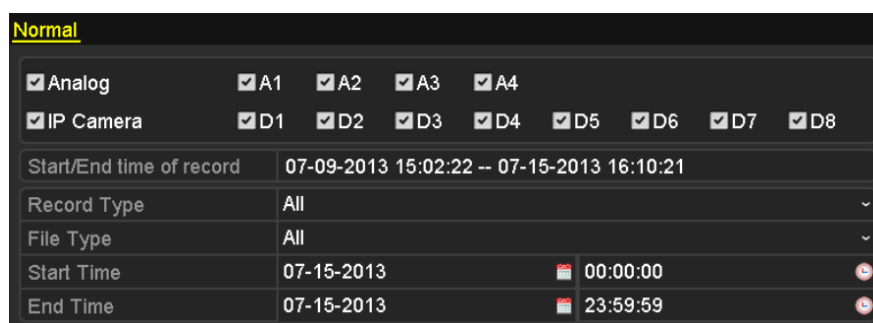 Normal
Analog A1 A2 A3 A4
IP Camera D1 D2 D3 D4 D5 D6 D7 D8
Start/End time of record 07-09-2013 15:02:22 -- 07-15-2013 16:10:21
Record Type All
File Type All
Start Time 07-15-2013 00:00:00
End Time 07-15-2013 23:59:59